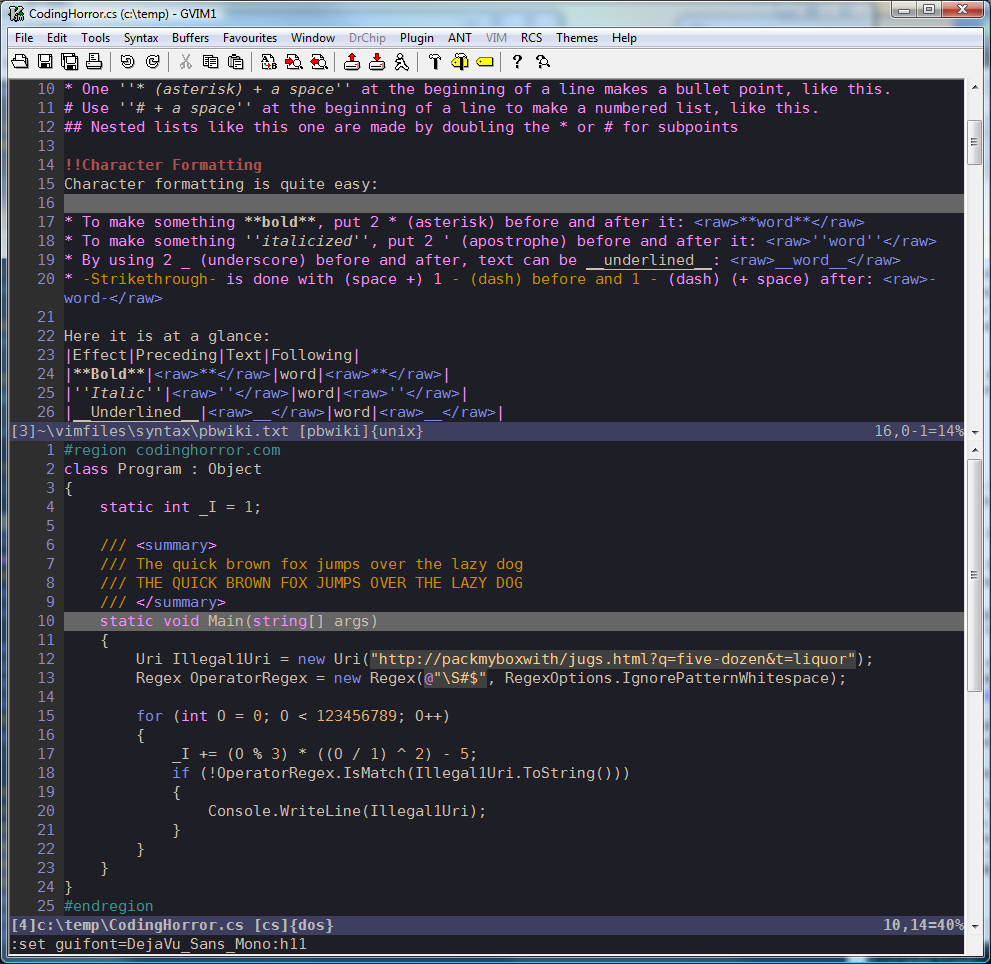 CodingHorror.cs (c:\temp) - GVIM1
File Edit Tools Syntax Buffers Favourites Window DrChip Plugin ANT VIM RCS Themes Help
10 * One ''* (asterisk) + a space'' at the beginning of a line makes a bullet point, like this.
11 # Use ''# + a space'' at the beginning of a line to make a numbered list, like this.
12 ## Nested lists like this one are made by doubling the * or # for subpoints
13
14 !!Character Formatting
15 Character formatting is quite easy:
16
17 * To make something **bold**, put 2 * (asterisk) before and after it: <raw>**word**</raw>
18 * To make something ''italicized'', put 2 ' (apostrophe) before and after it: <raw>''word''</raw>
19 * By using 2 _ (underscore) before and after, text can be __underlined__: <raw>__word__</raw>
20 * -Strikethrough- is done with (space +) 1 - (dash) before and 1 - (dash) (+ space) after: <raw>-
word-</raw>
21
22 Here it is at a glance:
23 |Effect|Preceding|Text|Following|
24 |**Bold**|<raw>**</raw>|word|<raw>**</raw>|
25 |''Italic''|<raw>''</raw>|word|<raw>''</raw>|
26 |__Underlined__|<raw>__</raw>|word|<raw>__</raw>|
[3]~\vimfiles\syntax\pbwiki.txt [pbwiki]{unix} 16,0-1=14%
1 #region codinghorror.com
2 class Program : Object
3 {
4     static int _I = 1;
5
6     /// <summary>
7     /// The quick brown fox jumps over the lazy dog
8     /// THE QUICK BROWN FOX JUMPS OVER THE LAZY DOG
9     /// </summary>
10     static void Main(string[] args)
11     {
12         Uri Illegal1Uri = new Uri("http://packmyboxwith/jugs.html?q=five-dozen&t=liquor");
13         Regex OperatorRegex = new Regex(@"\S#$", RegexOptions.IgnorePatternWhitespace);
14
15         for (int O = 0; O < 123456789; O++)
16         {
17             _I += (O % 3) * ((O / 1) ^ 2) - 5;
18             if (!OperatorRegex.IsMatch(Illegal1Uri.ToString()))
19             {
20                 Console.WriteLine(Illegal1Uri);
21             }
22         }
23     }
24 }
25 #endregion
[4]c:\temp\CodingHorror.cs [cs]{dos} 10,14=40%
:set guifont=DejaVu_Sans_Mono:h11